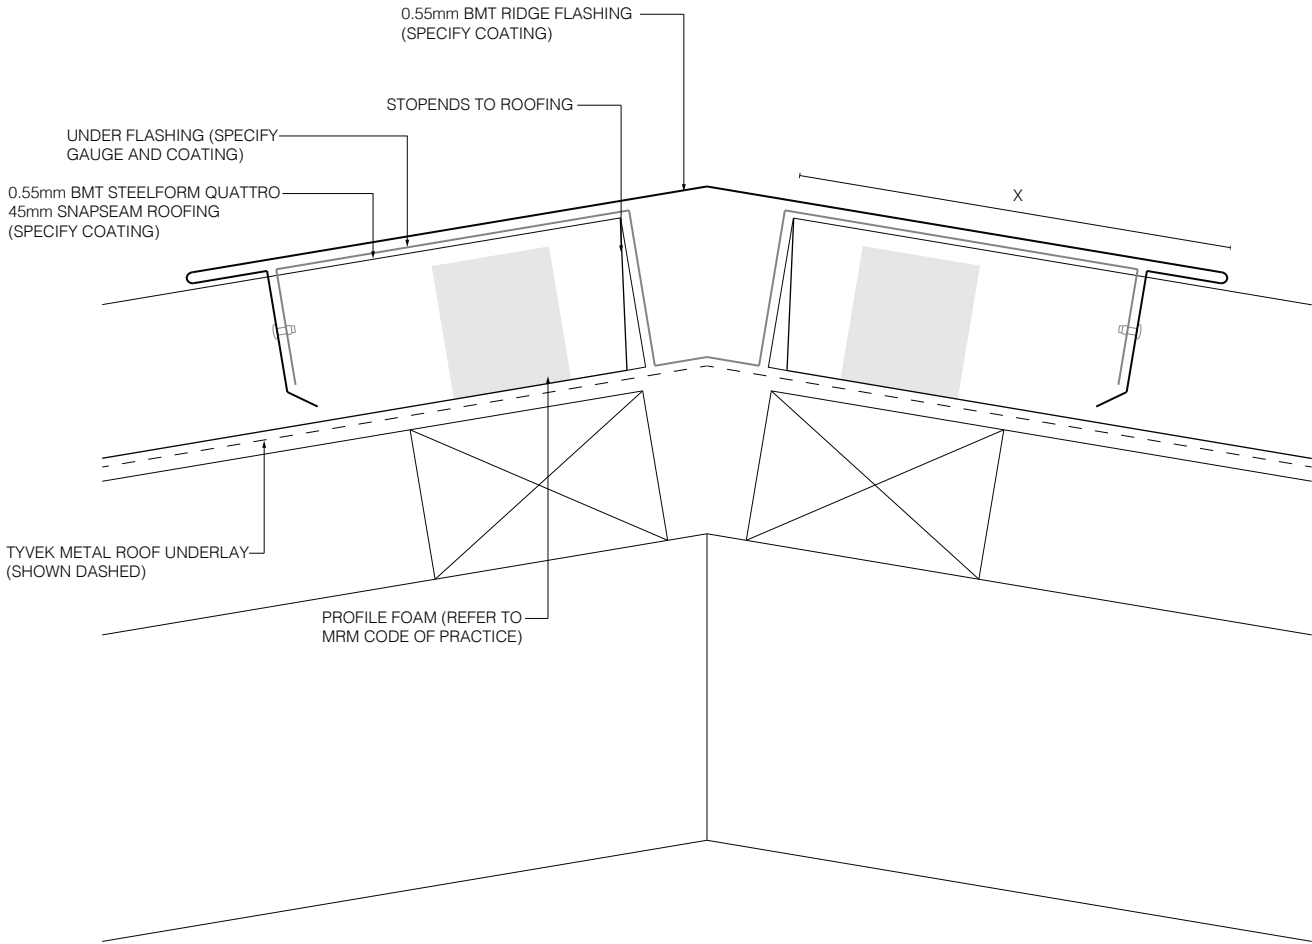 0.55mm BMT RIDGE FLASHING
(SPECIFY COATING)
STOPENDS TO ROOFING
UNDER FLASHING (SPECIFY
GAUGE AND COATING)
0.55mm BMT STEELFORM QUATTRO
45mm SNAPSEAM ROOFING
(SPECIFY COATING)
X
TYVEK METAL ROOF UNDERLAY
(SHOWN DASHED)
PROFILE FOAM (REFER TO
MRM CODE OF PRACTICE)